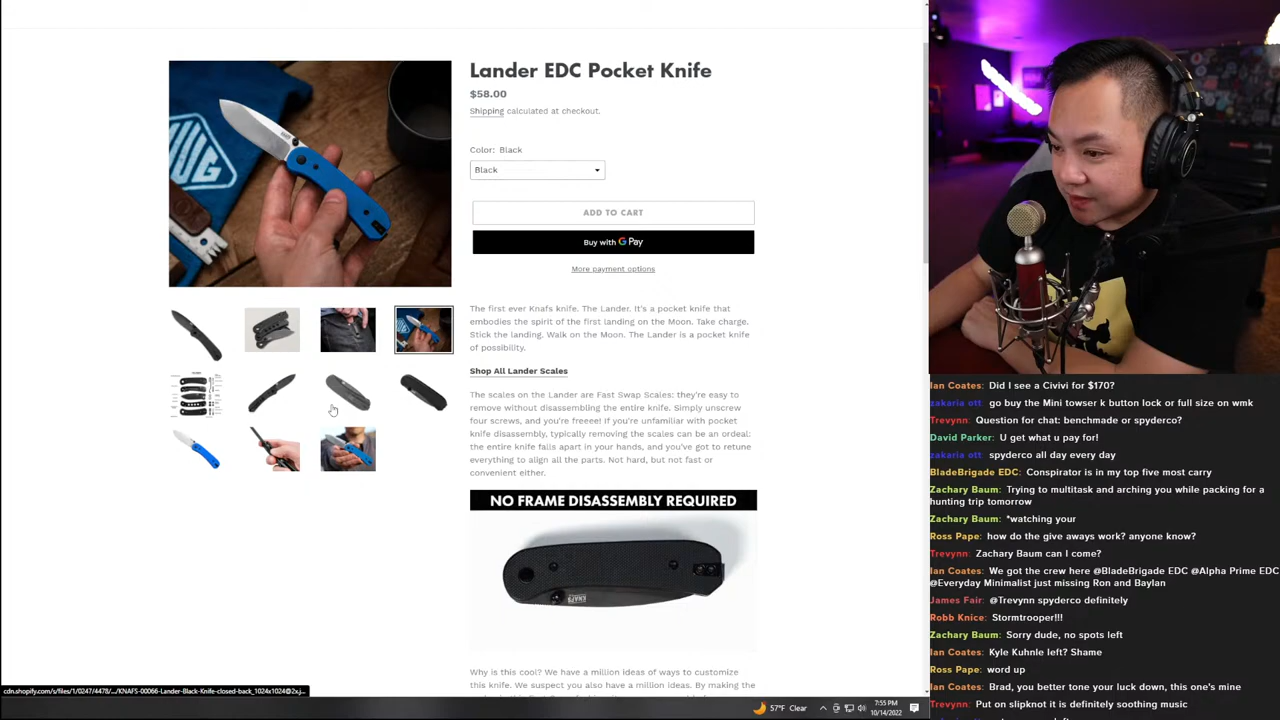 Lander EDC Pocket Knife
$58.00
Shipping calculated at checkout.
Color: Black
Black
ADD TO CART
Buy with G Pay
More payment options
The first ever Knafs knife. The Lander. It's a pocket knife that
embodies the spirit of the first landing on the Moon. Take charge.
Stick the landing. Walk on the Moon. The Lander is a pocket knife
of possibility.
Shop All Lander Scales
The scales on the Lander are Fast Swap Scales: they're easy to
remove without disassembling the entire knife. Simply unscrew
four screws, and you're freeee! If you're unfamiliar with pocket
knife disassembly, typically removing the scales can be an ordeal:
the entire knife falls apart in your hands, and you've got to retune
everything to align all the parts. Not hard, but not fast or
convenient either.
NO FRAME DISASSEMBLY REQUIRED
KNAFS
Why is this cool? We have a million ideas of ways to customize
this knife. We suspect you also have a million ideas. By making the
cdn.shopify.com/s/files/1/0247/4478/.../KNAFS-00066-Lander-Black-Knife-closed-back_1024x1024@2x.j...
Ian Coates: Did I see a Civivi for $170?
zakaria ott: go buy the Mini towser k button lock or full size on wmk
Trevynn: Question for chat: benchmade or spyderco?
David Parker: U get what u pay for!
zakaria ott: spyderco all day every day
BladeBrigade EDC: Conspirator is in my top five most carry
Zachary Baum: Trying to multitask and arching you while packing for a
hunting trip tomorrow
Zachary Baum: *watching your
Ross Pape: how do the give aways work? anyone know?
Trevynn: Zachary Baum can I come?
Ian Coates: We got the crew here @BladeBrigade EDC @Alpha Prime EDC
@Everyday Minimalist just missing Ron and Baylan
James Fair: @Trevynn spyderco definitely
Robb Knice: Stormtrooper!!!
Zachary Baum: Sorry dude, no spots left
Ian Coates: Kyle Kuhnle left? Shame
Ross Pape: word up
Ian Coates: Brad, you better tone your luck down, this one's mine
Trevynn: Put on slipknot it is definitely soothing music
57°F Clear
7:55 PM
10/14/2022